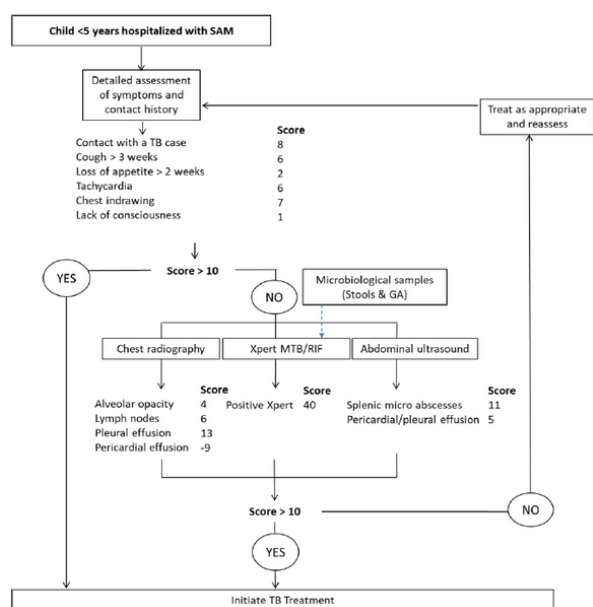 Child <5 years hospitalized with SAM
Detailed assessment
of symptoms and
contact history
Treat as appropriate
and reassess
Score
Contact with a TB case 8
Cough > 3 weeks 6
Loss of appetite > 2 weeks 2
Tachycardia 6
Chest indrawing 7
Lack of consciousness 1
YES
Score > 10
NO
Microbiological samples
(Stools & GA)
Chest radiography
Xpert MTB/RIF
Abdominal ultrasound
Score
Alveolar opacity 4
Lymph nodes 6
Pleural effusion 13
Pericardial effusion -9
Score
Positive Xpert 40
Score
Splenic micro abscesses 11
Pericardial/pleural effusion 5
Score > 10
NO
YES
Initiate TB Treatment